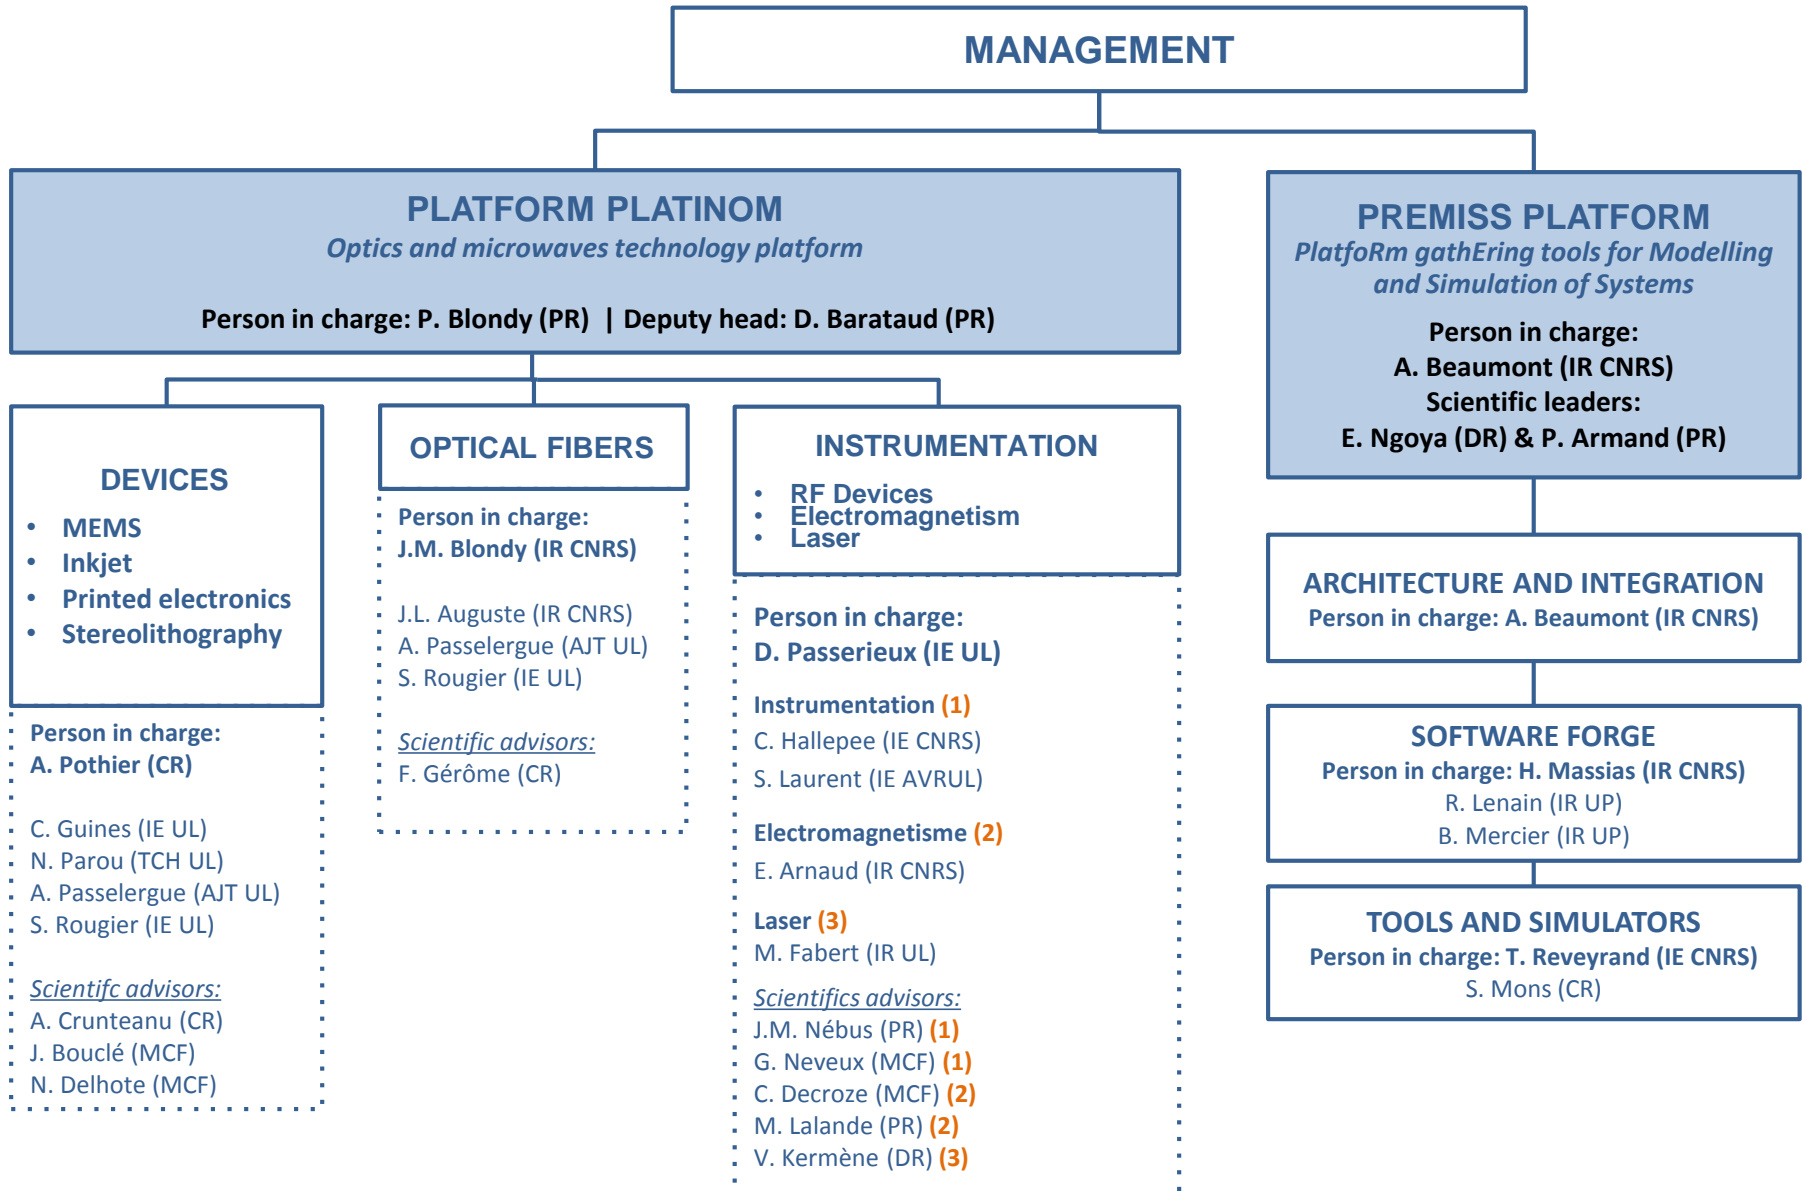 MANAGEMENT
PLATFORM PLATINOM
Optics and microwaves technology platform
Person in charge: P. Blondy (PR) | Deputy head: D. Barataud (PR)
PREMISS PLATFORM
PlatfoRm gathEring tools for Modelling
and Simulation of Systems
Person in charge:
A. Beaumont (IR CNRS)
Scientific leaders:
E. Ngoya (DR) & P. Armand (PR)
DEVICES
• MEMS
• Inkjet
• Printed electronics
• Stereolithography
Person in charge:
A. Pothier (CR)
C. Guines (IE UL)
N. Parou (TCH UL)
A. Passelergue (AJT UL)
S. Rougier (IE UL)
Scientifc advisors:
A. Crunteanu (CR)
J. Bouclé (MCF)
N. Delhote (MCF)
OPTICAL FIBERS
Person in charge:
J.M. Blondy (IR CNRS)
J.L. Auguste (IR CNRS)
A. Passelergue (AJT UL)
S. Rougier (IE UL)
Scientific advisors:
F. Gérôme (CR)
INSTRUMENTATION
• RF Devices
• Electromagnetism
• Laser
Person in charge:
D. Passerieux (IE UL)
Instrumentation (1)
C. Hallepee (IE CNRS)
S. Laurent (IE AVRUL)
Electromagnetisme (2)
E. Arnaud (IR CNRS)
Laser (3)
M. Fabert (IR UL)
Scientifics advisors:
J.M. Nébus (PR) (1)
G. Neveux (MCF) (1)
C. Decroze (MCF) (2)
M. Lalande (PR) (2)
V. Kermène (DR) (3)
ARCHITECTURE AND INTEGRATION
Person in charge: A. Beaumont (IR CNRS)
SOFTWARE FORGE
Person in charge: H. Massias (IR CNRS)
R. Lenain (IR UP)
B. Mercier (IR UP)
TOOLS AND SIMULATORS
Person in charge: T. Reveyrand (IE CNRS)
S. Mons (CR)